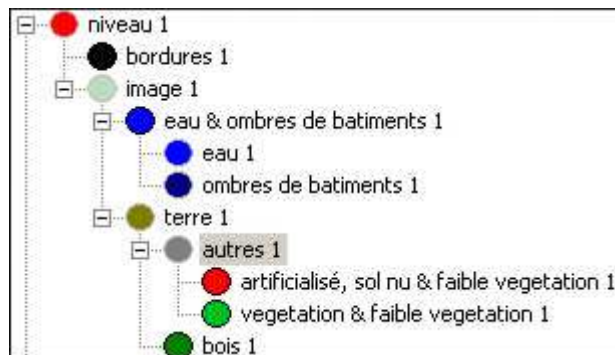 niveau 1
bordures 1
image 1
eau & ombres de batiments 1
eau 1
ombres de batiments 1
terre 1
autres 1
artificialisé, sol nu & faible vegetation 1
vegetation & faible vegetation 1
bois 1